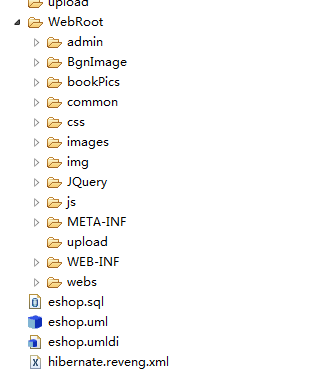 upload
WebRoot
admin
BgnImage
bookPics
common
css
images
img
JQuery
js
META-INF
upload
WEB-INF
webs
eshop.sql
eshop.uml
eshop.umldi
hibernate.reveng.xml